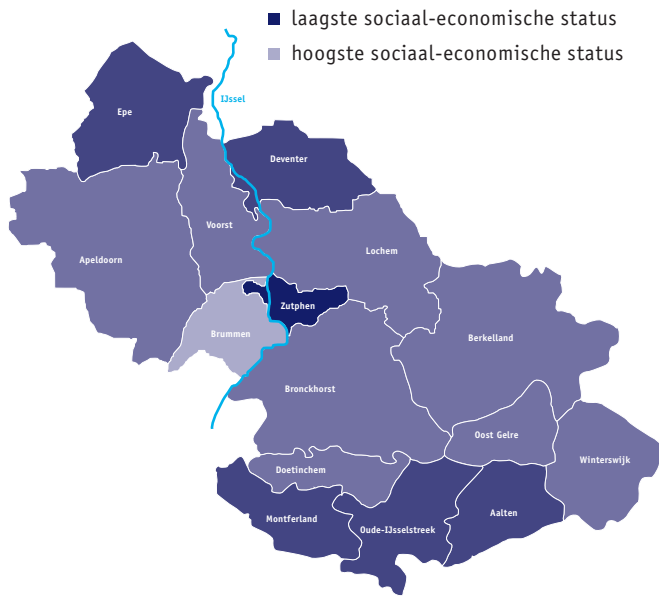 laagste sociaal-economische status
hoogste sociaal-economische status
IJssel
Epe
Deventer
Voorst
Lochem
Apeldoorn
Zutphen
Brummen
Berkelland
Bronckhorst
Oost Gelre
Winterswijk
Doetinchem
Montferland
Oude-IJsselstreek
Aalten